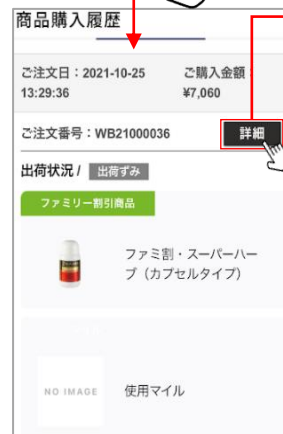 商品購入履歴
ご注文日：2021-10-25
13:29:36
ご購入金額：
¥7,060
ご注文番号：WB21000036
詳細
出荷状況 / 出荷ずみ
ファミリー割引商品
ファミ割・スーパーハー
ブ（カプセルタイプ）
NO IMAGE
使用マイル